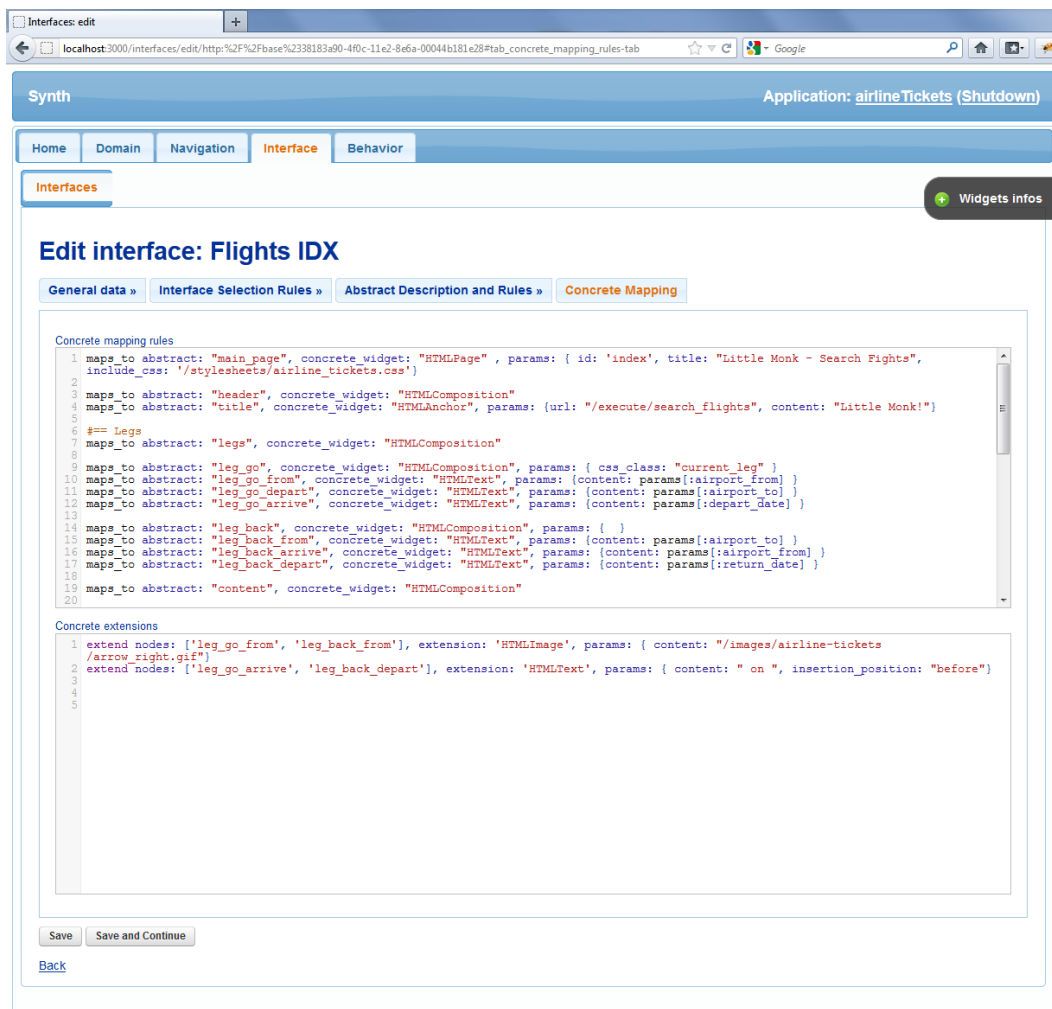 Interfaces: edit
+
localhost:3000/interfaces/edit/http:%2F%2Fbase%2338183a90-4f0c-11e2-8e6a-00044b181e28#tab_concrete_mapping_rules-tab
Google
Synth
Application: airlineTickets (Shutdown)
Home
Domain
Navigation
Interface
Behavior
Interfaces
Widgets infos
Edit interface: Flights IDX
General data »
Interface Selection Rules »
Abstract Description and Rules »
Concrete Mapping
Concrete mapping rules
1 maps_to abstract: "main_page", concrete_widget: "HTMLPage" , params: { id: 'index', title: "Little Monk - Search Fights",
include_css: '/stylesheets/airline_tickets.css'}
2
3 maps_to abstract: "header", concrete_widget: "HTMLComposition"
4 maps_to abstract: "title", concrete_widget: "HTMLAnchor", params: {url: "/execute/search_flights", content: "Little Monk!"}
5
6 #== Legs
7 maps_to abstract: "legs", concrete_widget: "HTMLComposition"
8
9 maps_to abstract: "leg_go", concrete_widget: "HTMLComposition", params: { css_class: "current_leg" }
10 maps_to abstract: "leg_go_from", concrete_widget: "HTMLText", params: {content: params[:airport_from] }
11 maps_to abstract: "leg_go_depart", concrete_widget: "HTMLText", params: {content: params[:airport_to] }
12 maps_to abstract: "leg_go_arrive", concrete_widget: "HTMLText", params: {content: params[:depart_date] }
13
14 maps_to abstract: "leg_back", concrete_widget: "HTMLComposition", params: {  }
15 maps_to abstract: "leg_back_from", concrete_widget: "HTMLText", params: {content: params[:airport_to] }
16 maps_to abstract: "leg_back_arrive", concrete_widget: "HTMLText", params: {content: params[:airport_from] }
17 maps_to abstract: "leg_back_depart", concrete_widget: "HTMLText", params: {content: params[:return_date] }
18
19 maps_to abstract: "content", concrete_widget: "HTMLComposition"
20
Concrete extensions
1 extend nodes: ['leg_go_from', 'leg_back_from'], extension: 'HTMLImage', params: { content: "/images/airline-tickets
/arrow_right.gif"}
2 extend nodes: ['leg_go_arrive', 'leg_back_depart'], extension: 'HTMLText', params: { content: " on ", insertion_position: "before"}
3
4
5
Save
Save and Continue
Back